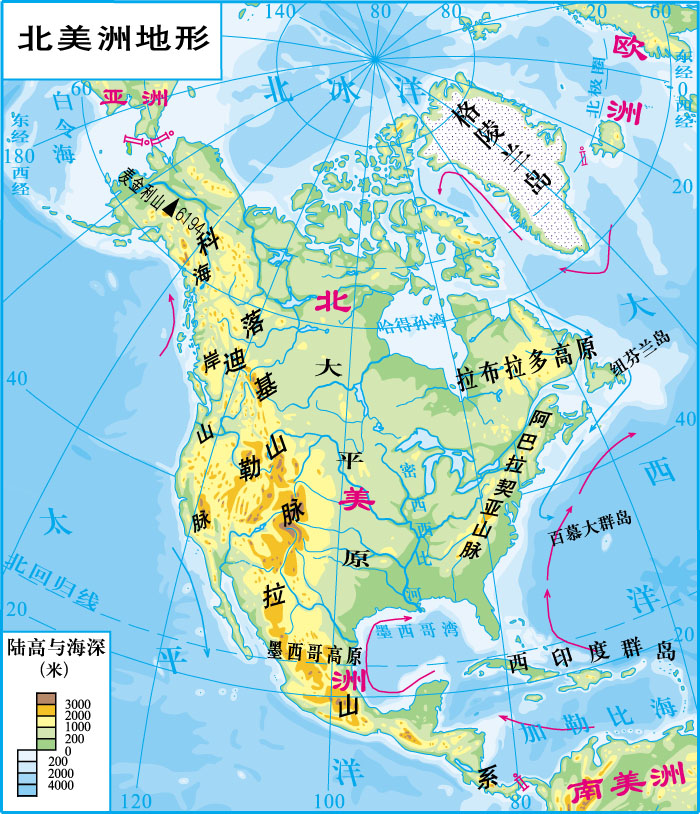 北美洲地形
140
80
80
60
60
亚洲
北冰洋
北极圈
欧洲
东经
0
西经
20
白令海
东经
180
西经
格陵兰岛
麦金利山
6194
科迪勒拉山系
海岸山脉
落基山脉
北美洲
大平原
哈得孙湾
拉布拉多高原
纽芬兰岛
大西洋
阿巴拉契亚山脉
密西西比河
百慕大群岛
40
40
太平洋
北回归线
20
20
墨西哥湾
墨西哥高原
西印度群岛
加勒比海
南美洲
120
100
80
陆高与海深
(米)
3000
2000
1000
200
0
200
2000
4000